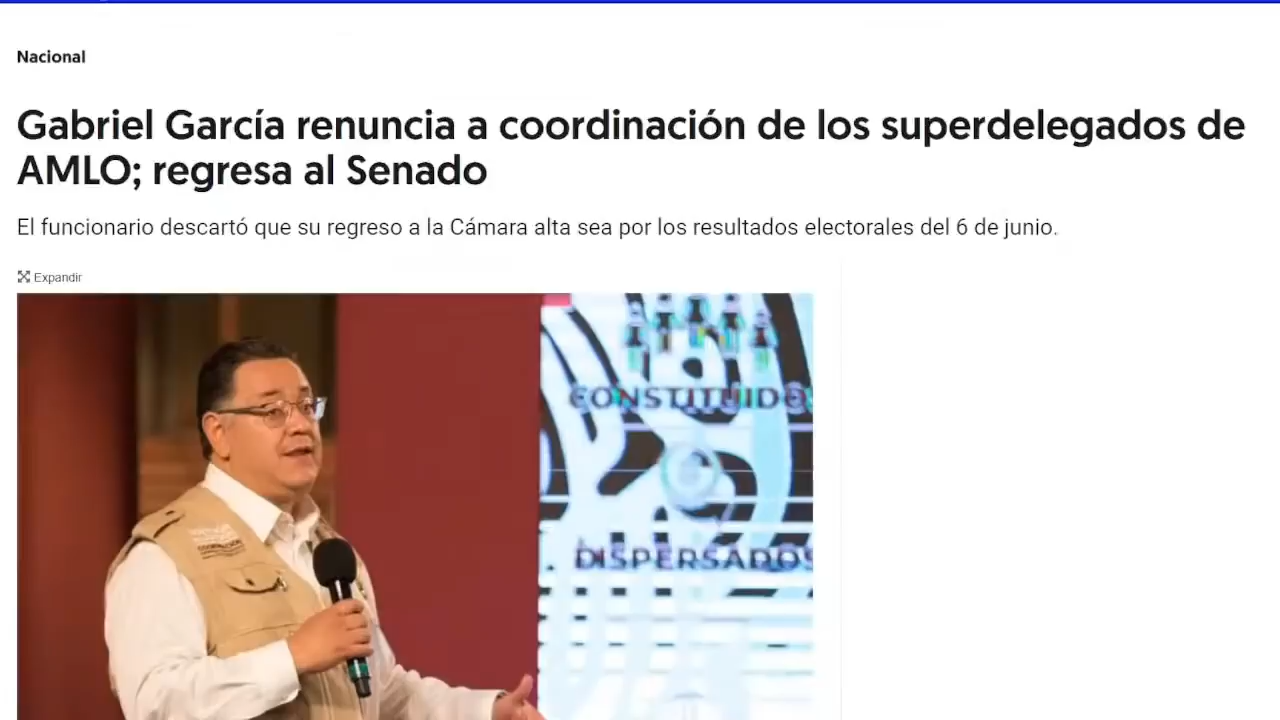 Nacional
Gabriel García renuncia a coordinación de los superdelegados de
AMLO; regresa al Senado
El funcionario descartó que su regreso a la Cámara alta sea por los resultados electorales del 6 de junio.
Expandir
CONSTITUIDOS
DISPERSADOS